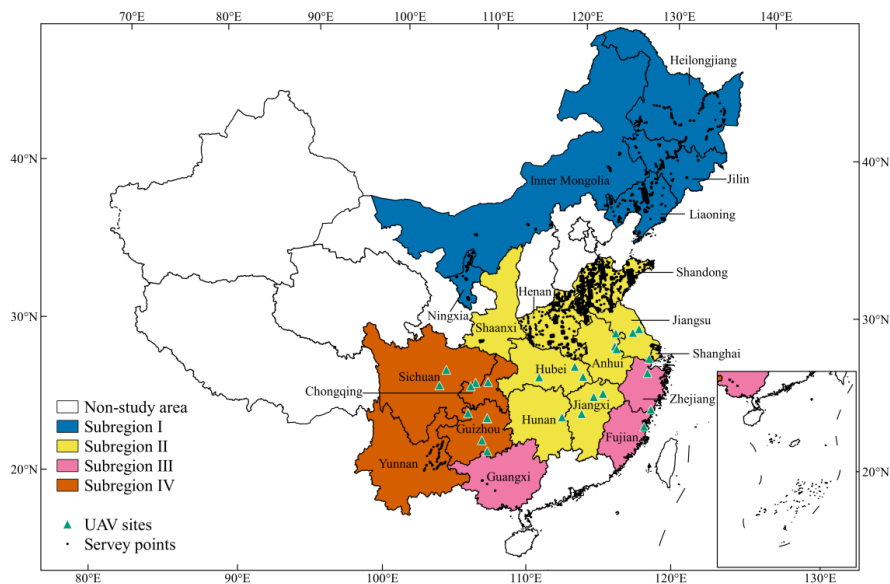 70°E 80°E 90°E 100°E 110°E 120°E 130°E 140°E
Heilongjiang
40°N
40°N
Inner Mongolia
Jilin
Liaoning
Shandong
Henan
Ningxia
30°N
30°N
Jiangsu
Shaanxi
Shanghai
Anhui
Hubei
Sichuan
Chongqing
Zhejiang
Non-study area
Jiangxi
Subregion I
Hunan
Guizhou
Subregion II
Fujian
Subregion III
Yunnan
20°N
20°N
Guangxi
Subregion IV
UAV sites
Servey points
80°E 90°E 100°E 110°E 120°E 130°E